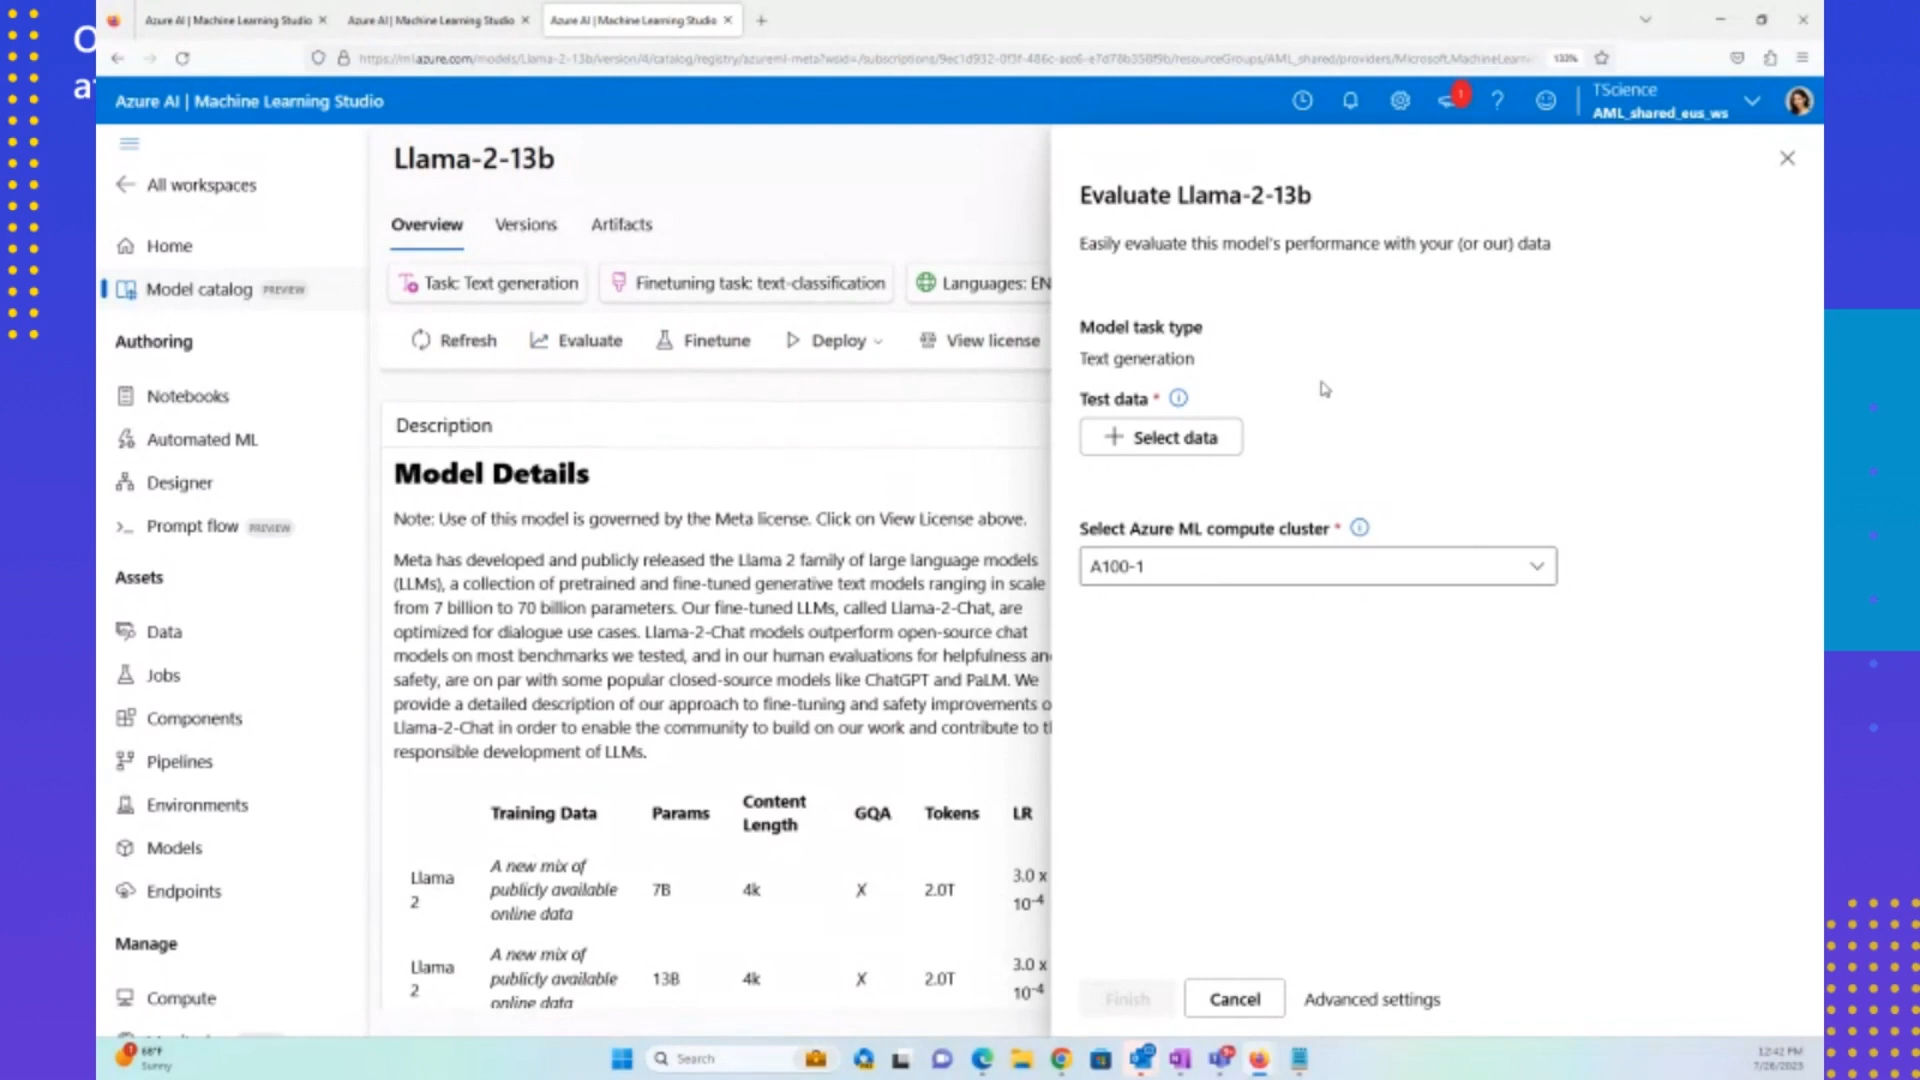 Azure AI | Machine Learning Studio
Azure AI | Machine Learning Studio
Azure AI | Machine Learning Studio
133%
Azure AI | Machine Learning Studio
1
TScience
AML_shared_eus_ws
All workspaces
Home
Model catalog PREVIEW
Authoring
Notebooks
Automated ML
Designer
Prompt flow PREVIEW
Assets
Data
Jobs
Components
Pipelines
Environments
Models
Endpoints
Manage
Compute
Llama-2-13b
Overview Versions Artifacts
Task: Text generation Finetuning task: text-classification Languages: EN
Refresh Evaluate Finetune Deploy View license
Description
Model Details
Note: Use of this model is governed by the Meta license. Click on View License above.
Meta has developed and publicly released the Llama 2 family of large language models
(LLMs), a collection of pretrained and fine-tuned generative text models ranging in scale
from 7 billion to 70 billion parameters. Our fine-tuned LLMs, called Llama-2-Chat, are
optimized for dialogue use cases. Llama-2-Chat models outperform open-source chat
models on most benchmarks we tested, and in our human evaluations for helpfulness an
safety, are on par with some popular closed-source models like ChatGPT and PaLM. We
provide a detailed description of our approach to fine-tuning and safety improvements o
Llama-2-Chat in order to enable the community to build on our work and contribute to t
responsible development of LLMs.
Training Data Params Content Length GQA Tokens LR
Llama 2 A new mix of publicly available online data 7B 4k X 2.0T 3.0 x 10-4
Llama 2 A new mix of publicly available online data 13B 4k X 2.0T 3.0 x 10-4
Evaluate Llama-2-13b
Easily evaluate this model's performance with your (or our) data
Model task type
Text generation
Test data *
+ Select data
Select Azure ML compute cluster *
A100-1
Finish Cancel Advanced settings
68°F
Sunny
Search
12:42 PM
7/26/2023